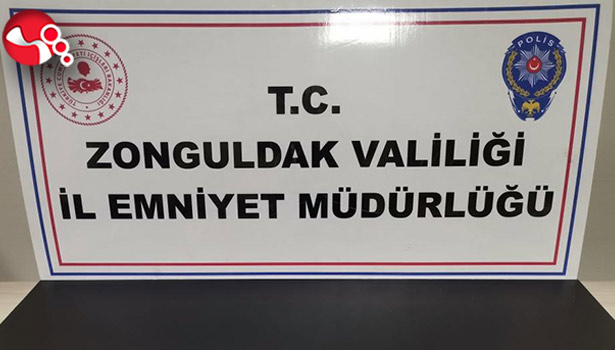 POLİS
T.C.
ZONGULDAK VALİLİĞİ
İL EMNİYET MÜDÜRLÜĞÜ